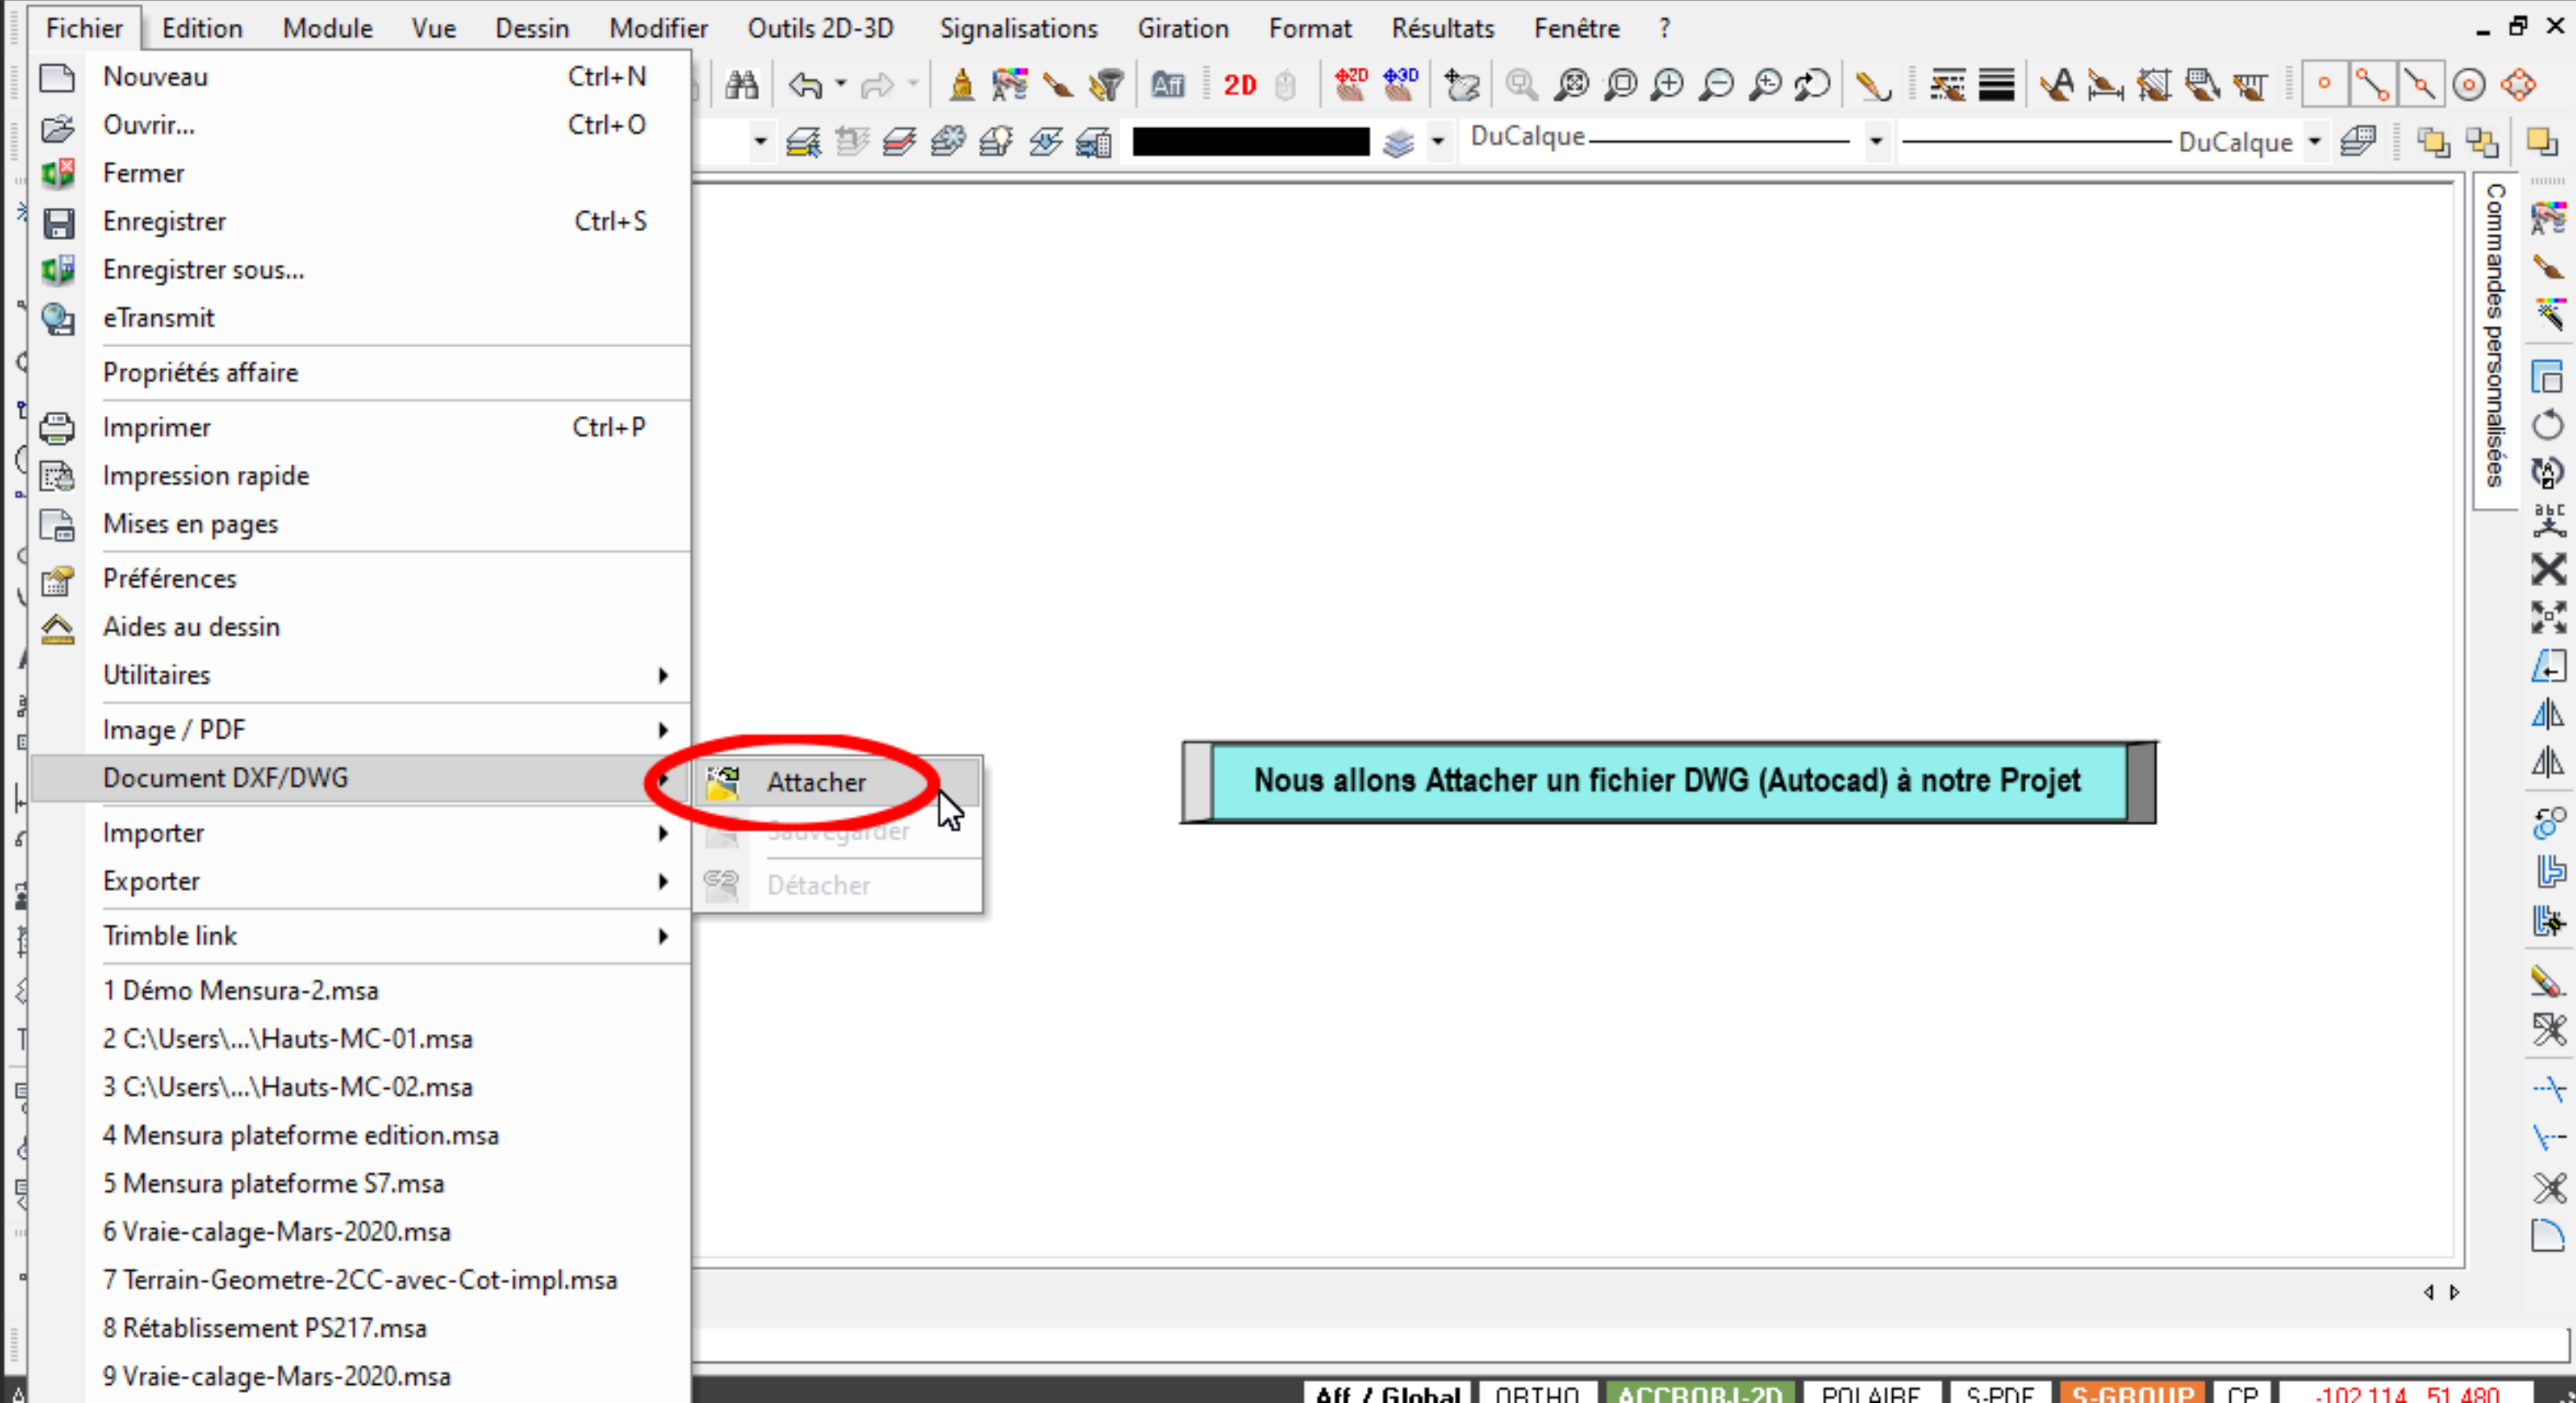 Fichier Edition Module Vue Dessin Modifier Outils 2D-3D Signalisations Giration Format Résultats Fenêtre ?
Nouveau Ctrl+N
Aff 2D 2D 3D
Ouvrir... Ctrl+O
DuCalque DuCalque
Fermer
Enregistrer Ctrl+S
Enregistrer sous...
eTransmit
Propriétés affaire
Imprimer Ctrl+P
Impression rapide
Mises en pages
Préférences
Aides au dessin
Utilitaires
Image / PDF
Document DXF/DWG
Importer
Exporter
Trimble link
1 Démo Mensura-2.msa
2 C:\Users\...\Hauts-MC-01.msa
3 C:\Users\...\Hauts-MC-02.msa
4 Mensura plateforme edition.msa
5 Mensura plateforme S7.msa
6 Vraie-calage-Mars-2020.msa
7 Terrain-Geometre-2CC-avec-Cot-impl.msa
8 Rétablissement PS217.msa
9 Vraie-calage-Mars-2020.msa
Attacher
Sauvegarder
Détacher
Nous allons Attacher un fichier DWG (Autocad) à notre Projet
Commandes personnalisées
abc
Aff / Global ORTHO ACCROBJ-2D POLAIRE S-PDF S-GROUP CP -102.114 51.480